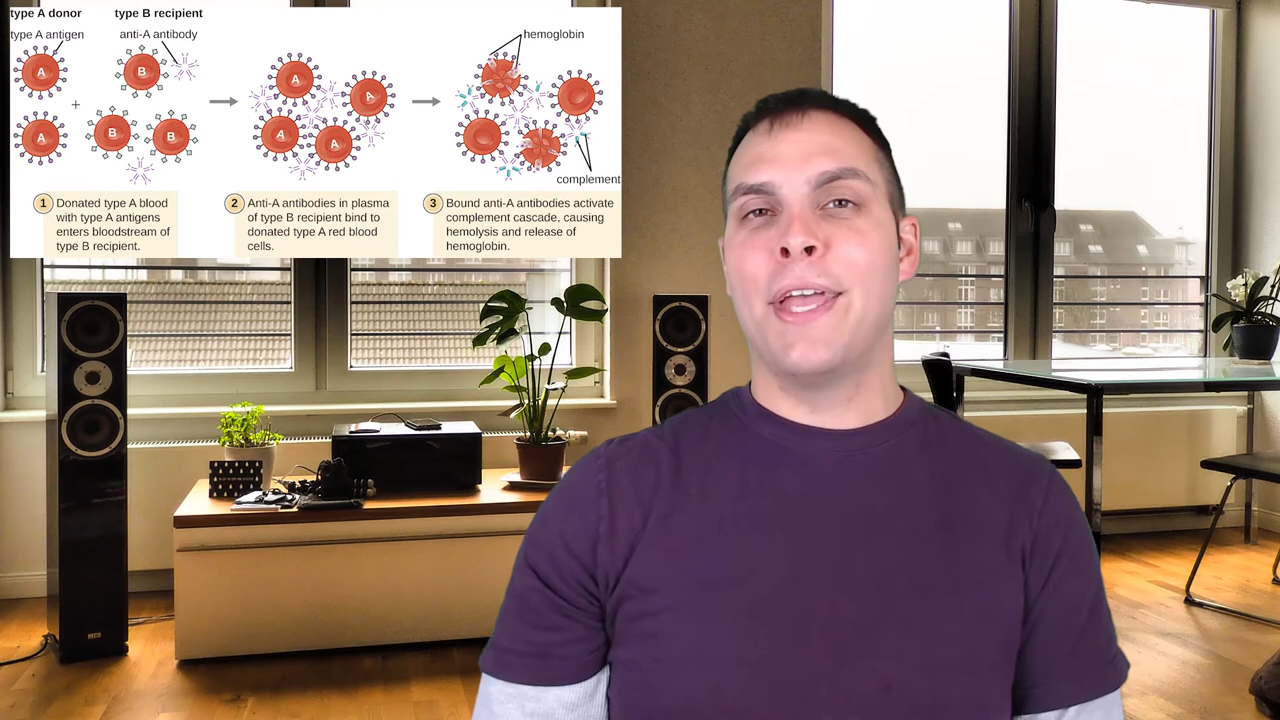 type A donor
type B recipient
type A antigen
anti-A antibody
hemoglobin
A
B
A
B
B
+
A
A
A
A
complement
1 Donated type A blood
with type A antigens
enters bloodstream of
type B recipient.
2 Anti-A antibodies in plasma
of type B recipient bind to
donated type A red blood
cells.
3 Bound anti-A antibodies activate
complement cascade, causing
hemolysis and release of
hemoglobin.
HECO